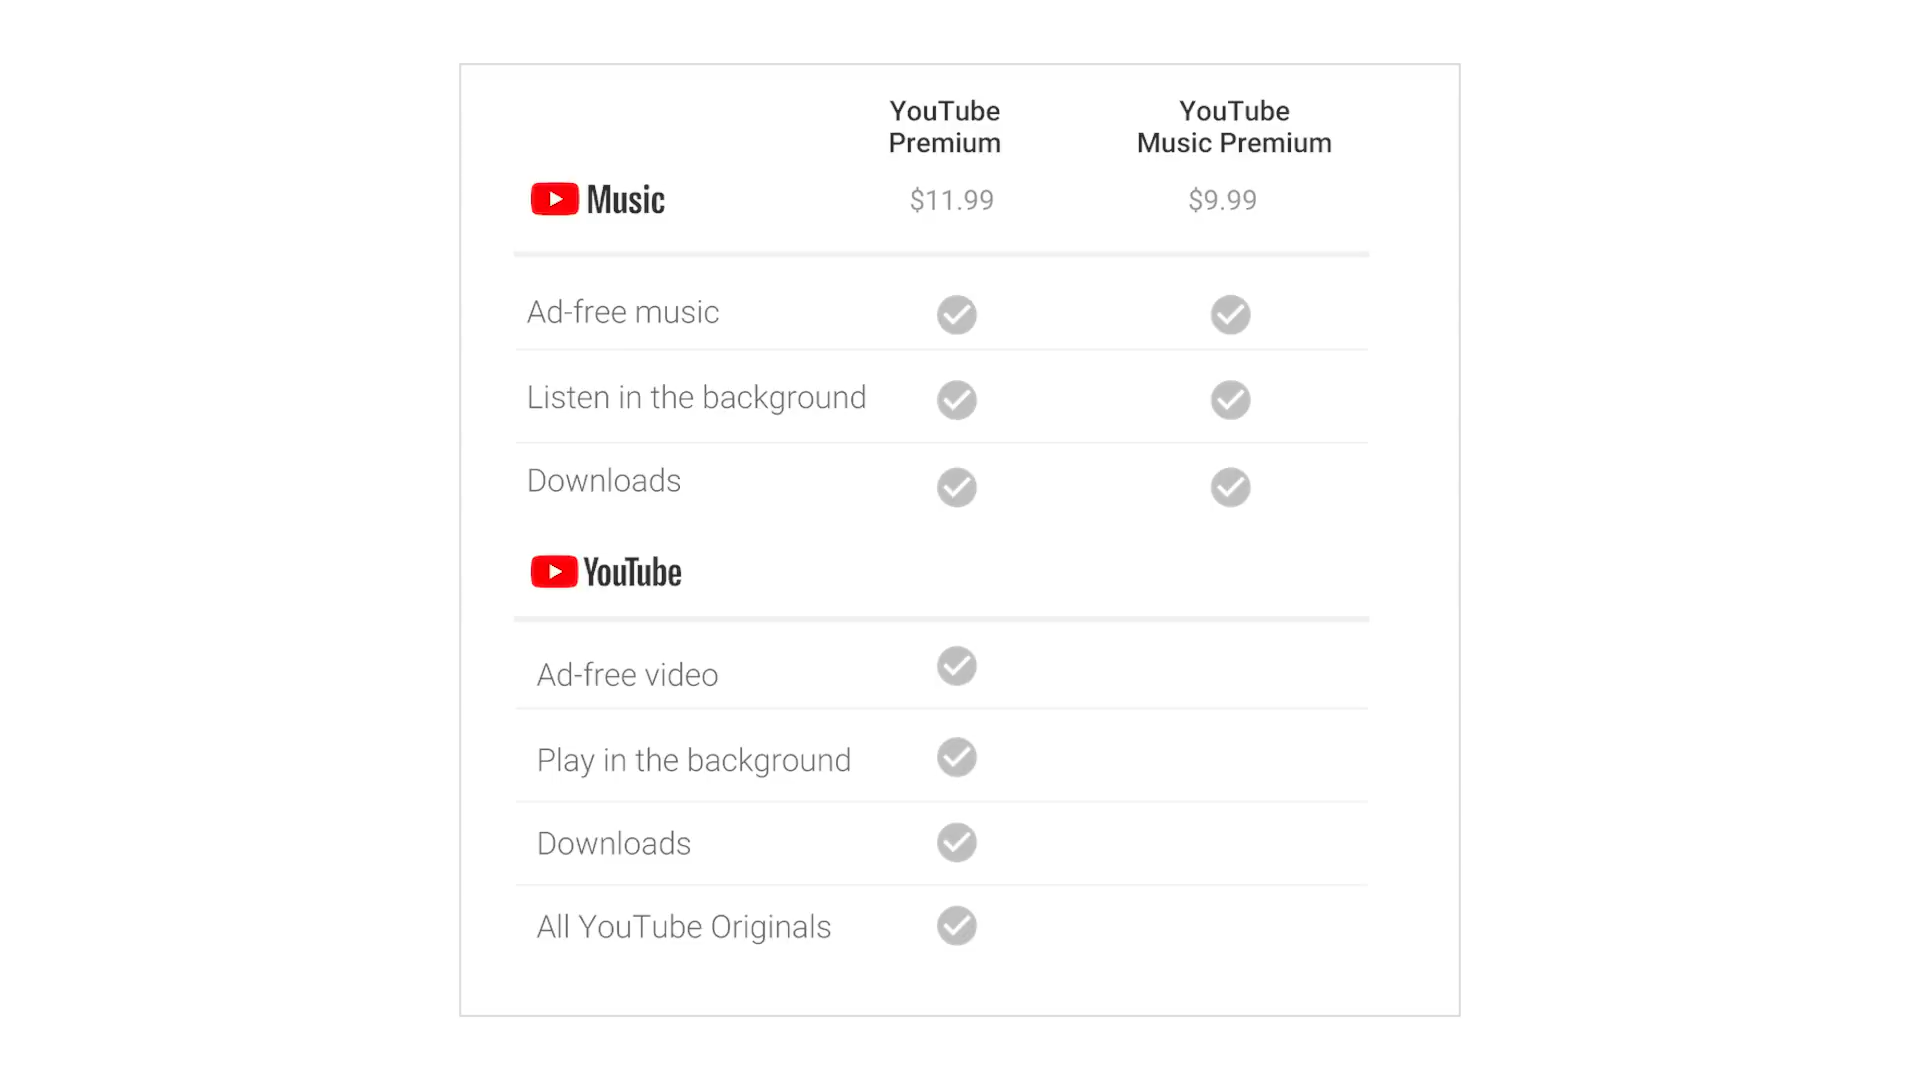 YouTube
Premium
YouTube
Music Premium
Music
$11.99
$9.99
Ad-free music
Listen in the background
Downloads
YouTube
Ad-free video
Play in the background
Downloads
All YouTube Originals